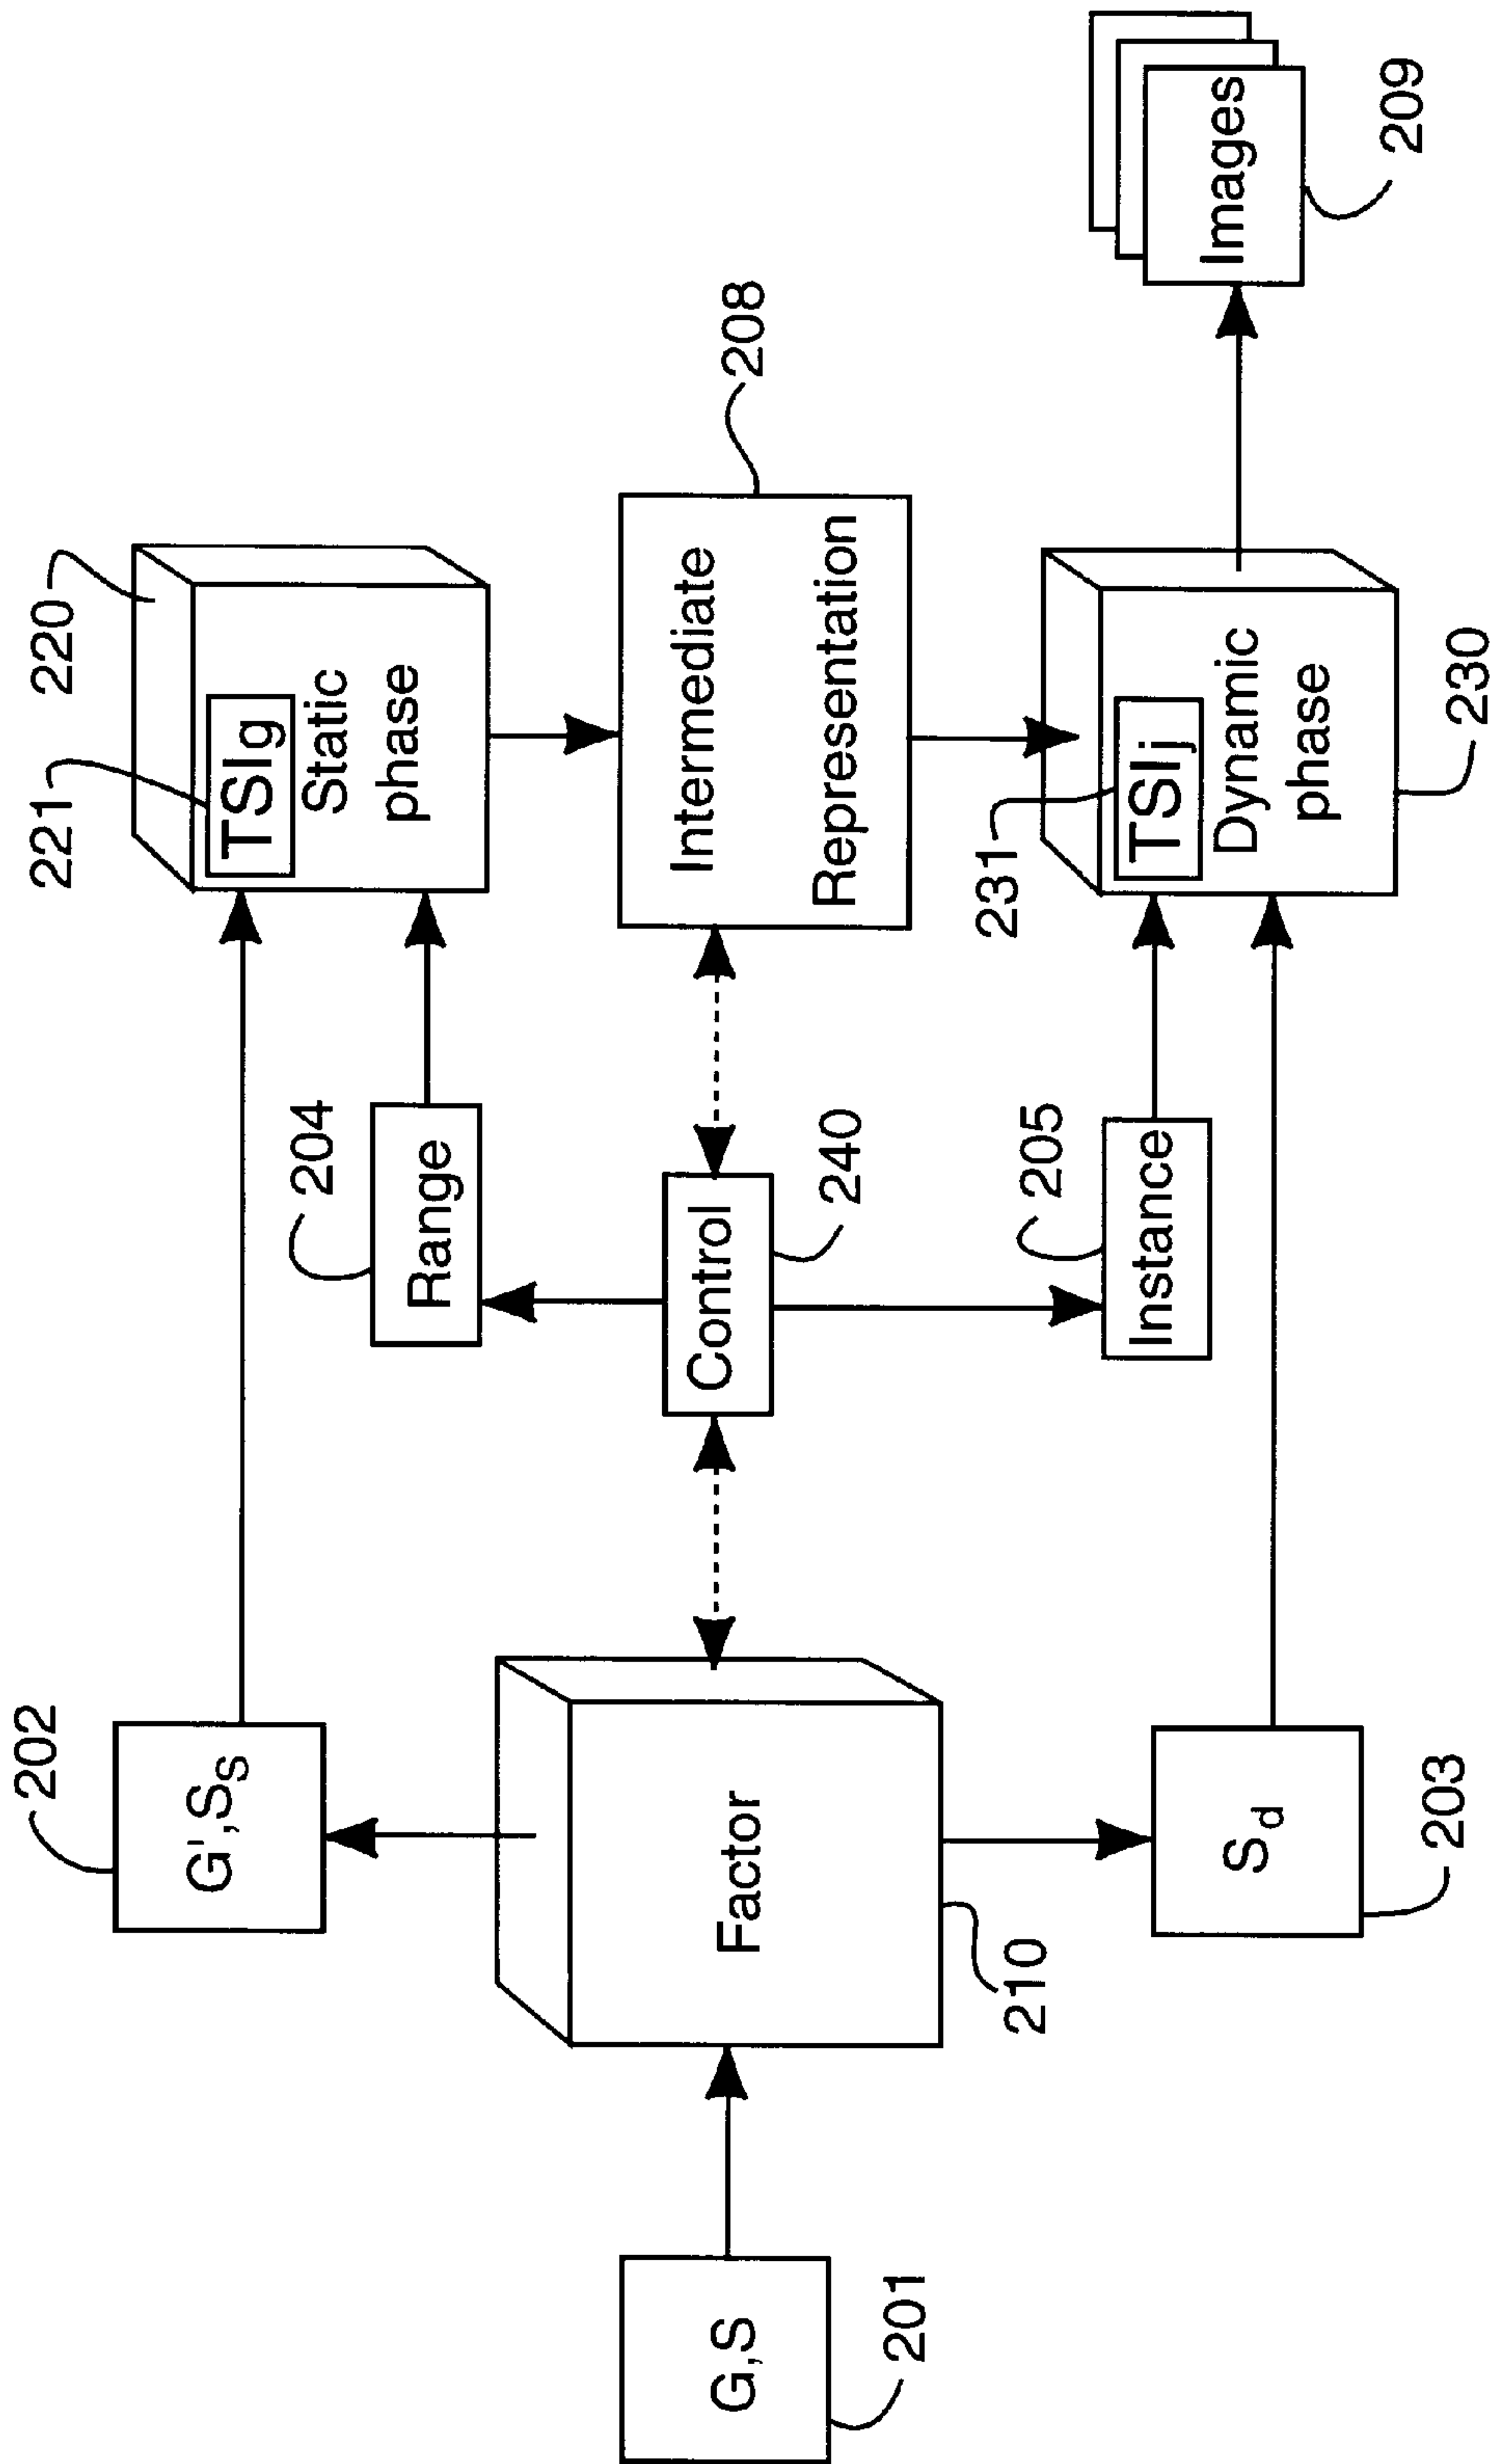 202
G',Ss
221
220
TSIg
Static
phase
204
Range
G,S
201
Factor
210
Control
240
Intermediate
Representation
208
205
Instance
231
TSIj
Dynamic
phase
230
Images
209
Sd
203